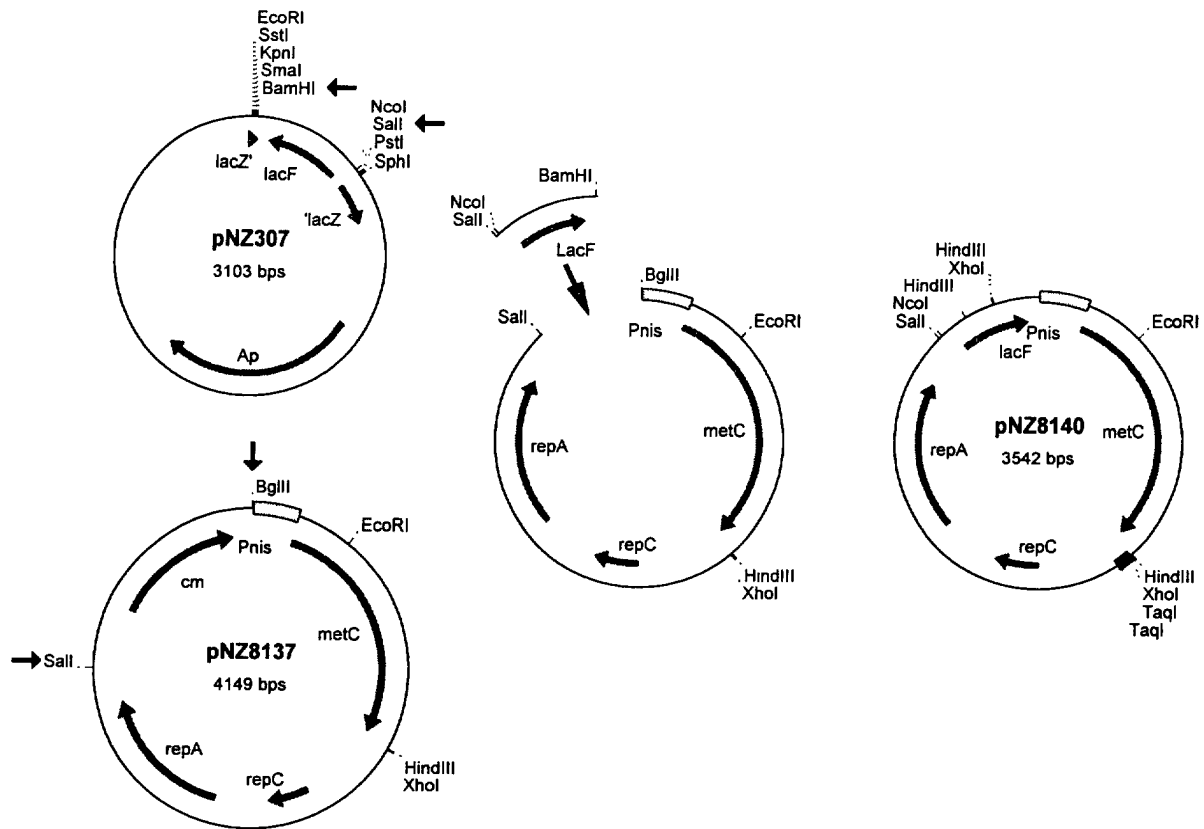 EcoRI
SstI
KpnI
SmaI
BamHI
NcoI
SalI
PstI
SphI
lacZ'
lacF
'lacZ
pNZ307
3103 bps
Ap
BamHI
NcoI
SalI
LacF
BglII
SalI
Pnis
EcoRI
metC
repA
repC
HindIII
XhoI
HindIII
XhoI
HindIII
NcoI
SalI
lacF
Pnis
EcoRI
pNZ8140
3542 bps
metC
repA
repC
HindIII
XhoI
TaqI
TaqI
BglII
EcoRI
Pnis
cm
metC
pNZ8137
4149 bps
SalI
repA
repC
HindIII
XhoI